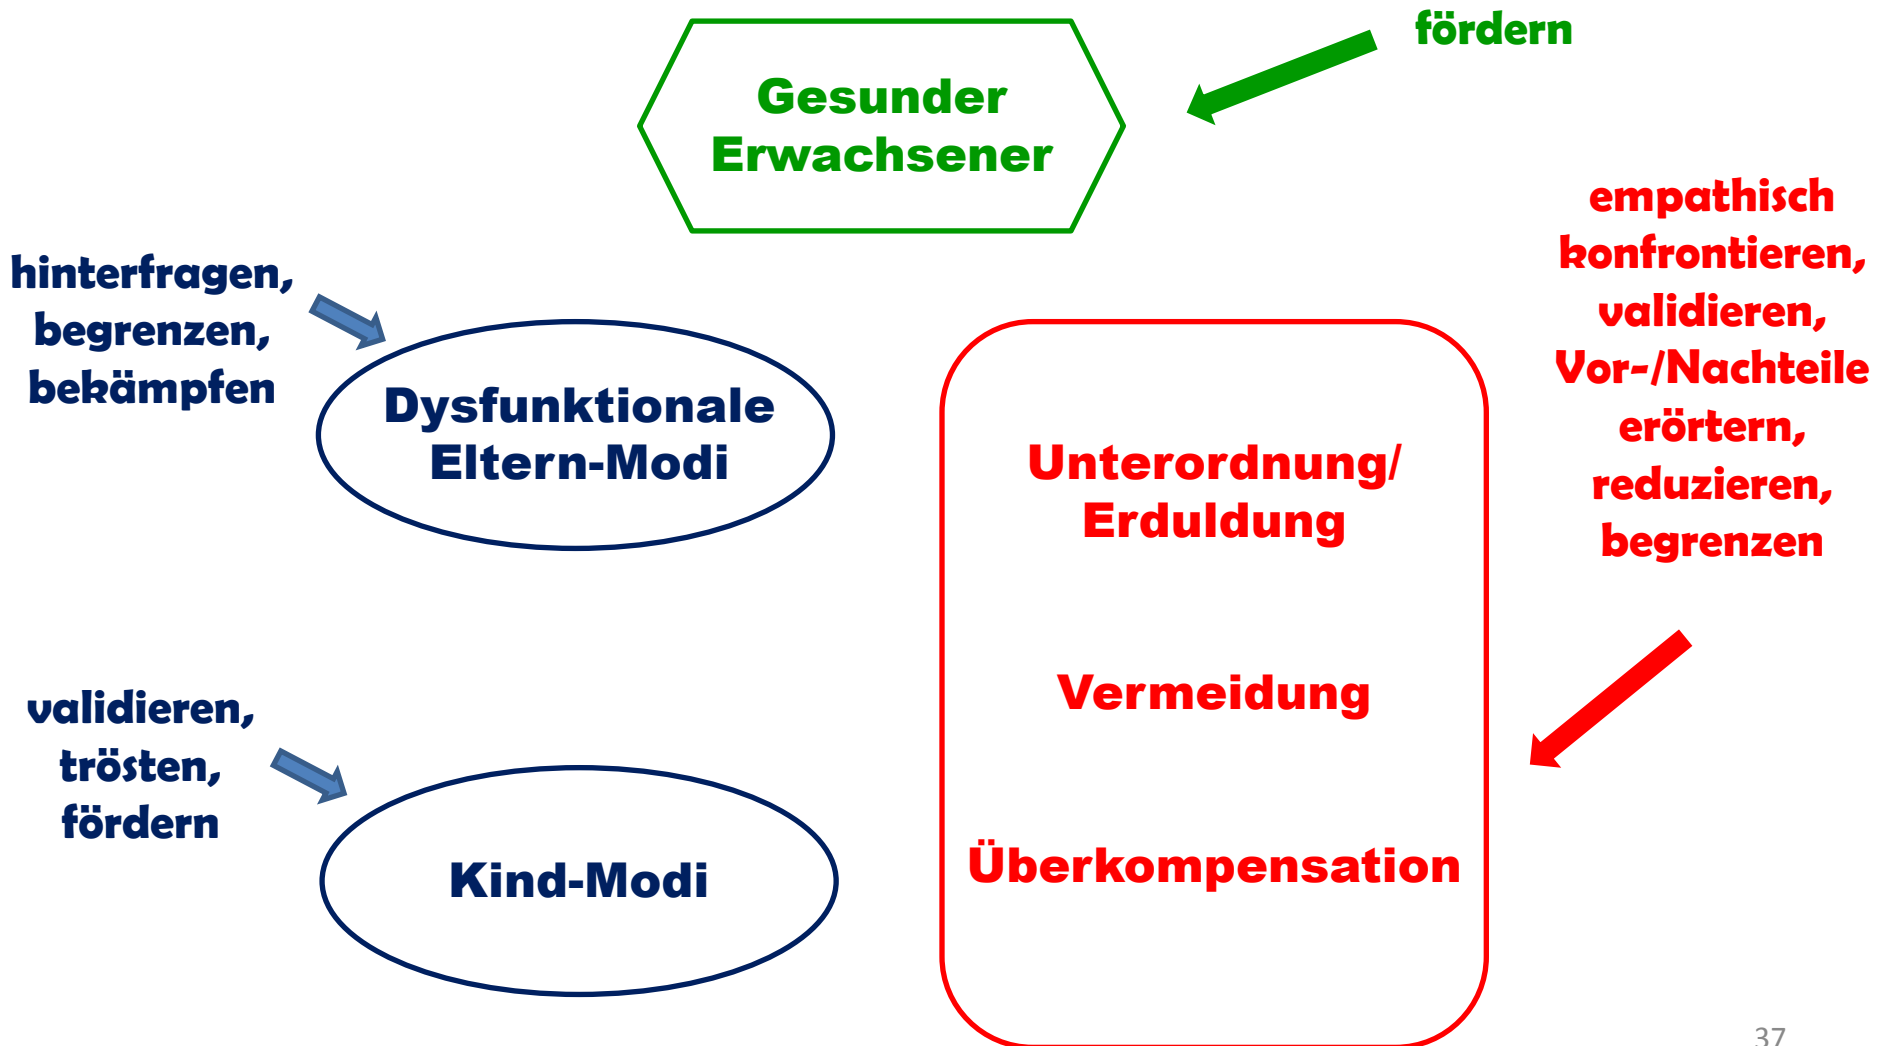 fördern
Gesunder
Erwachsener
hinterfragen,
begrenzen,
bekämpfen
Dysfunktionale
Eltern-Modi
validieren,
trösten,
fördern
Kind-Modi
Unterordnung/
Erduldung
Vermeidung
Überkompensation
empathisch
konfrontieren,
validieren,
Vor-/Nachteile
erörtern,
reduzieren,
begrenzen
37